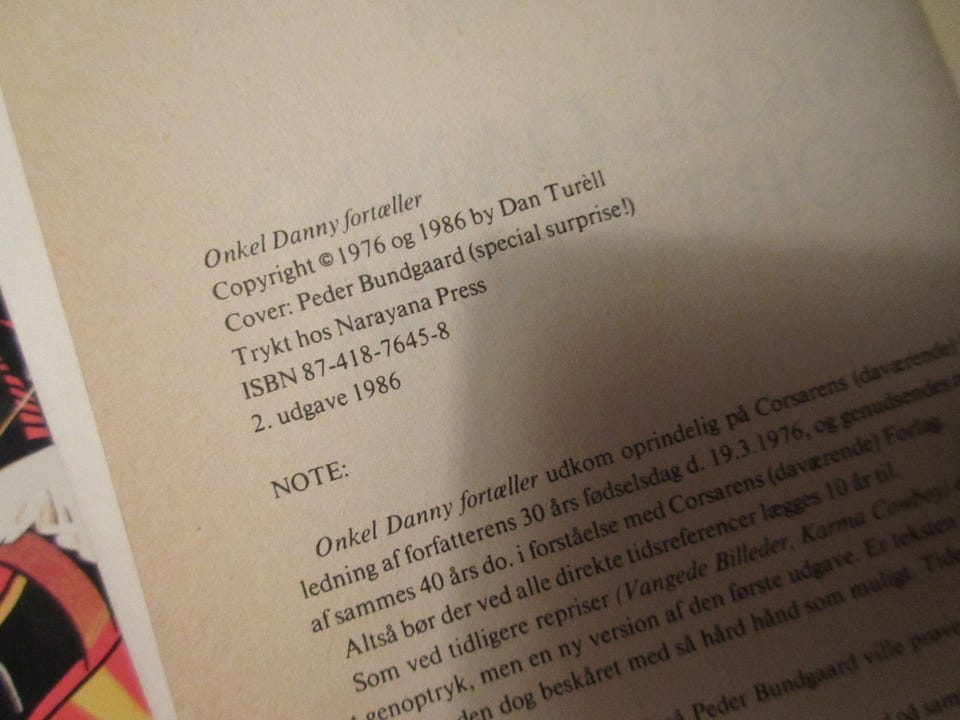 Onkel Danny fortæller
Copyright © 1976 og 1986 by Dan Turèll
Cover: Peder Bundgaard (special surprise!)
Trykt hos Narayana Press
ISBN 87-418-7645-8
2. udgave 1986
NOTE:
Onkel Danny fortæller udkom oprindelig på Corsarens (daværende)
ledning af forfatterens 30 års fødselsdag d. 19.3.1976, og genudsendes
af sammes 40 års do. i forståelse med Corsarens (daværende) Forlag.
Altså bør der ved alle direkte tidsreferencer lægges 10 år til.
Som ved tidligere repriser (Vangede Billeder, Karma Cowboy)
genoptryk, men en ny version af den første udgave. Er teksten
den dog beskåret med så hård hånd som muligt.
Peder Bundgaard ville prøve